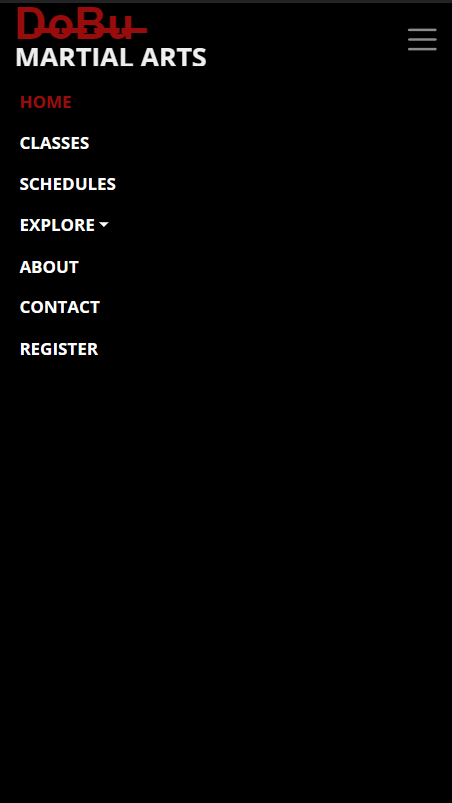 DoBu
MARTIAL ARTS
HOME
CLASSES
SCHEDULES
EXPLORE
ABOUT
CONTACT
REGISTER